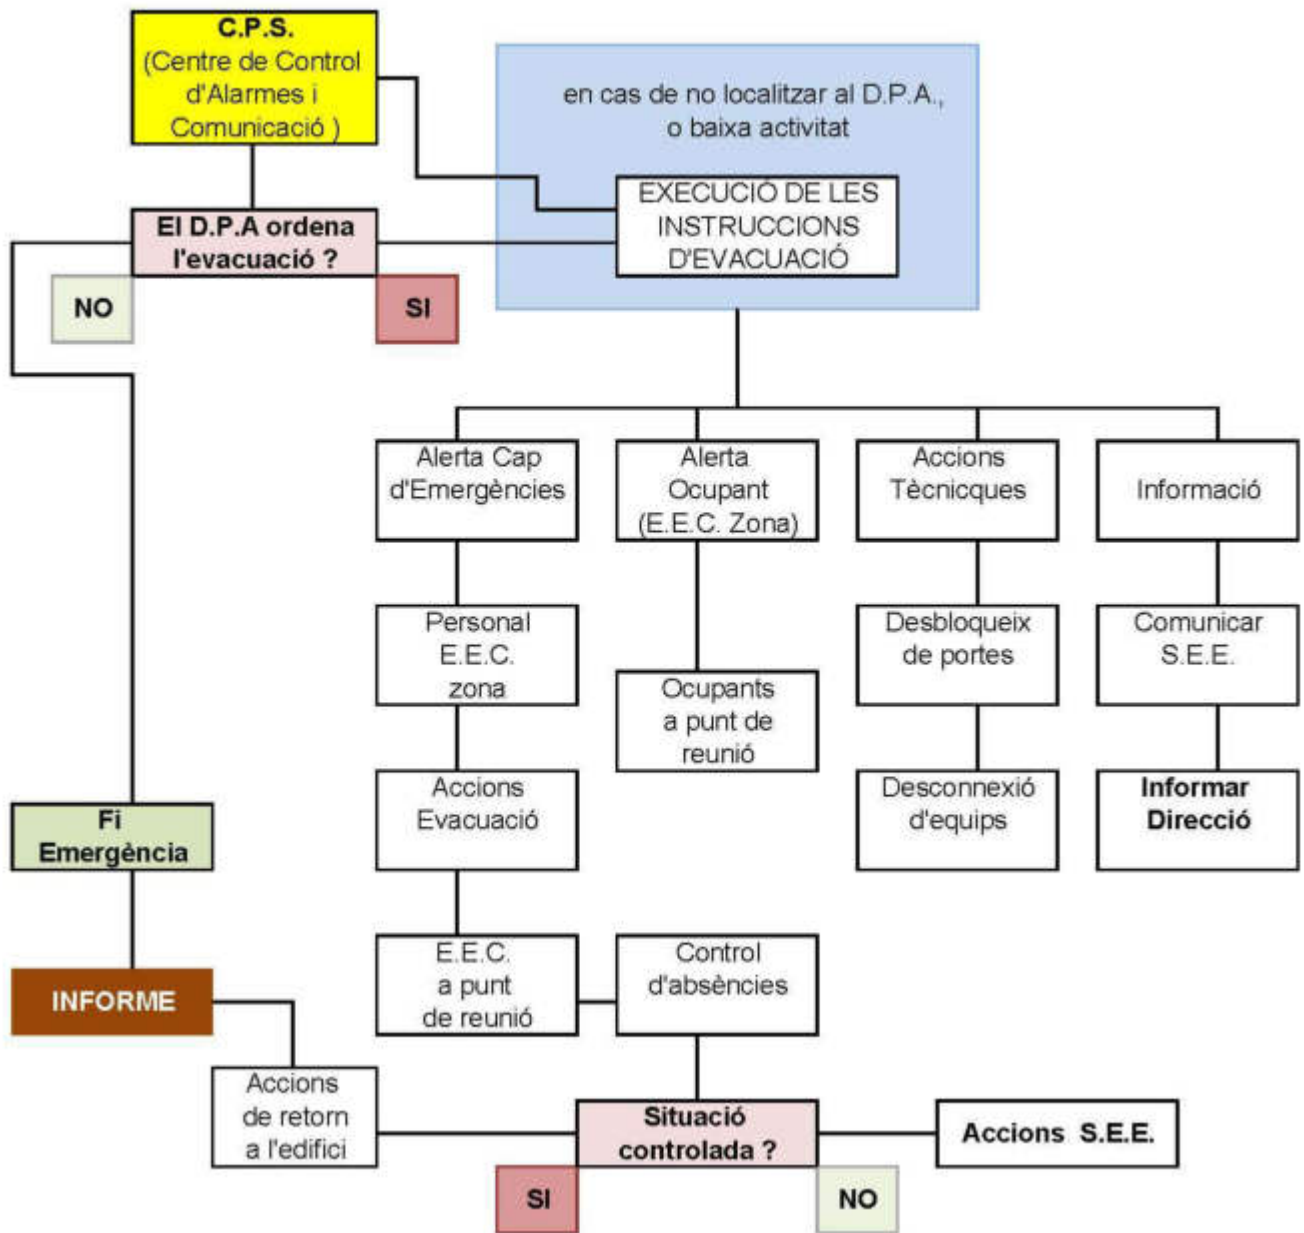 C.P.S.
(Centre de Control
d'Alarmes i
Comunicació )
en cas de no localitzar al D.P.A.,
o baixa activitat
EXECUCIÓ DE LES
INSTRUCCIONS
D'EVACUACIÓ
El D.P.A ordena
l'evacuació ?
NO
SI
Alerta Cap
d'Emergències
Alerta
Ocupant
(E.E.C. Zona)
Accions
Tècnicques
Informació
Personal
E.E.C.
zona
Ocupants
a punt de
reunió
Desbloqueix
de portes
Comunicar
S.E.E.
Accions
Evacuació
Desconnexió
d'equips
Informar
Direcció
Fi
Emergència
E.E.C.
a punt
de reunió
Control
d'absències
INFORME
Accions
de retorn
a l'edifici
Situació
controlada ?
Accions S.E.E.
SI
NO